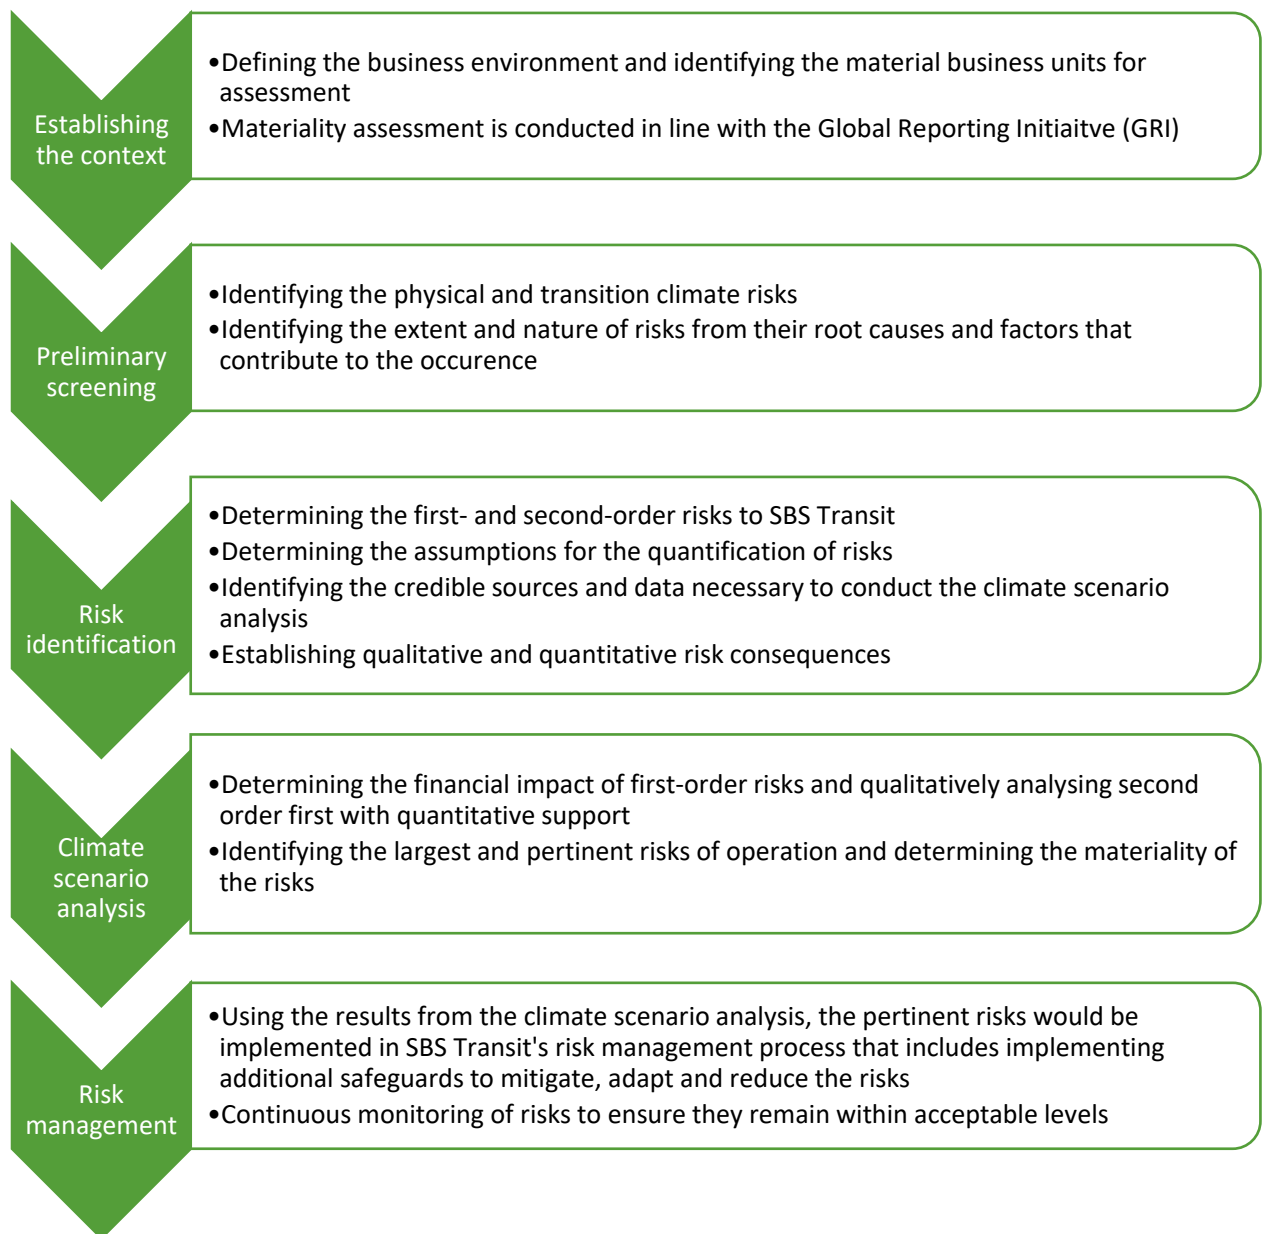 Establishing
the context
•Defining the business environment and identifying the material business units for
assessment
•Materiality assessment is conducted in line with the Global Reporting Initiaitve (GRI)
Preliminary
screening
•Identifying the physical and transition climate risks
•Identifying the extent and nature of risks from their root causes and factors that
contribute to the occurence
Risk
identification
•Determining the first- and second-order risks to SBS Transit
•Determining the assumptions for the quantification of risks
•Identifying the credible sources and data necessary to conduct the climate scenario
analysis
•Establishing qualitative and quantitative risk consequences
Climate
scenario
analysis
•Determining the financial impact of first-order risks and qualitatively analysing second
order first with quantitative support
•Identifying the largest and pertinent risks of operation and determining the materiality of
the risks
Risk
management
•Using the results from the climate scenario analysis, the pertinent risks would be
implemented in SBS Transit's risk management process that includes implementing
additional safeguards to mitigate, adapt and reduce the risks
•Continuous monitoring of risks to ensure they remain within acceptable levels